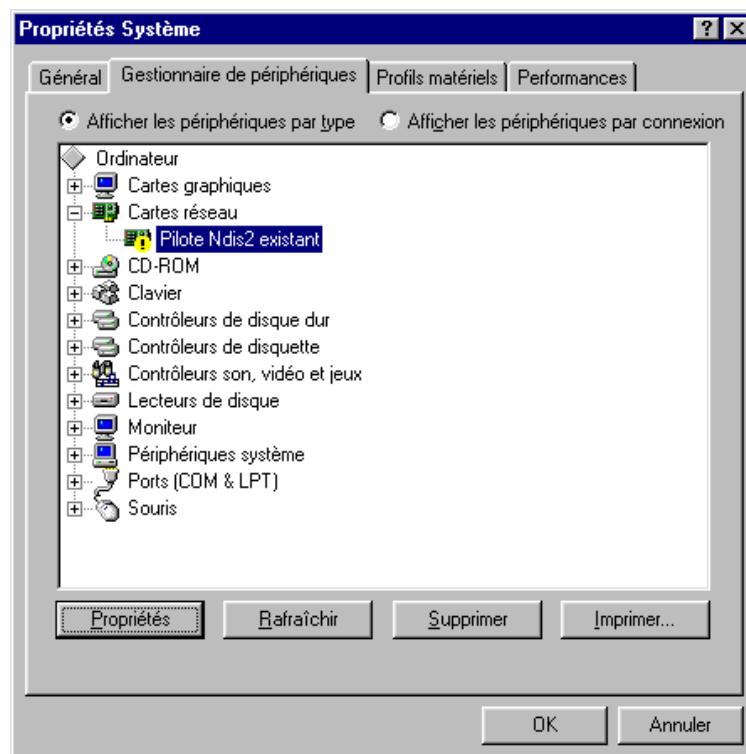 Propriétés Système
Général Gestionnaire de périphériques Profils matériels Performances
Afficher les périphériques par type Afficher les périphériques par connexion
Ordinateur
Cartes graphiques
Cartes réseau
Pilote Ndis2 existant
CD-ROM
Clavier
Contrôleurs de disque dur
Contrôleurs de disquette
Contrôleurs son, vidéo et jeux
Lecteurs de disque
Moniteur
Périphériques système
Ports (COM & LPT)
Souris
Propriétés Rafraîchir Supprimer Imprimer...
OK Annuler